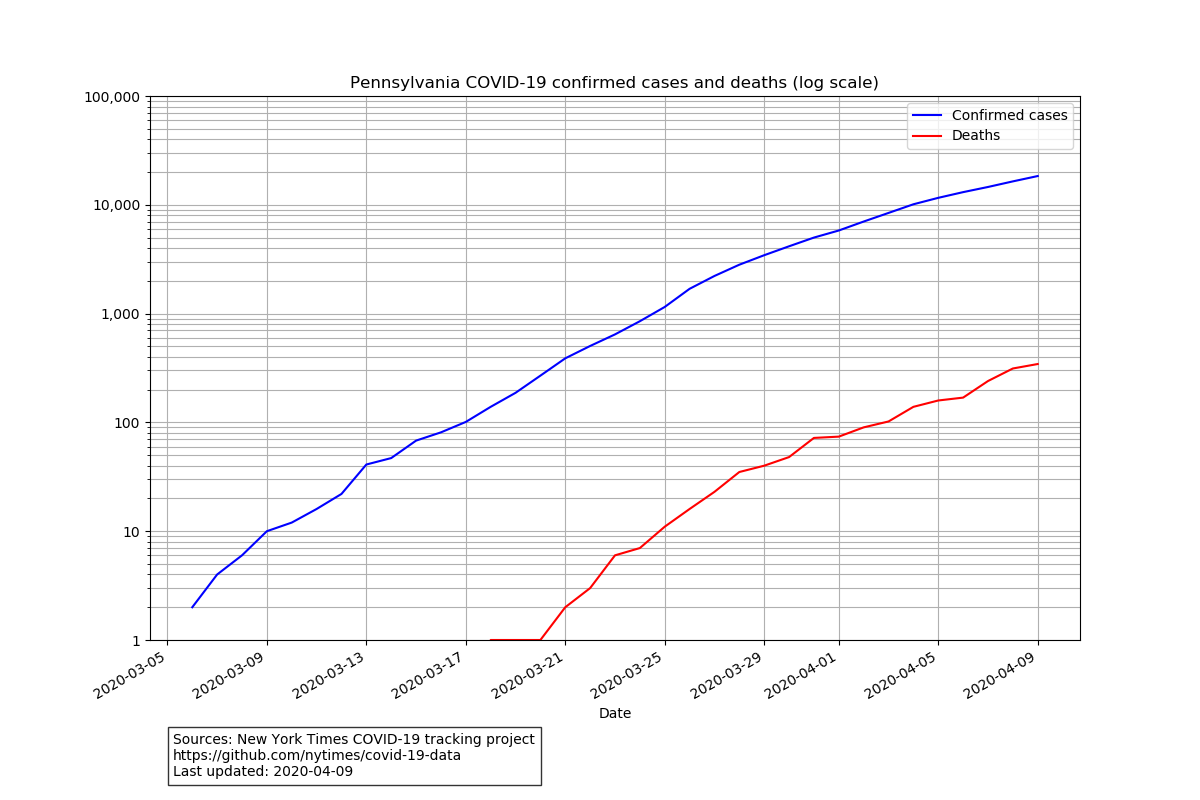 Pennsylvania COVID-19 confirmed cases and deaths (log scale)
100,000
10,000
1,000
100
10
1
Confirmed cases
Deaths
2020-03-05
2020-03-09
2020-03-13
2020-03-17
2020-03-21
2020-03-25
2020-03-29
2020-04-01
2020-04-05
2020-04-09
Date
Sources: New York Times COVID-19 tracking project
https://github.com/nytimes/covid-19-data
Last updated: 2020-04-09